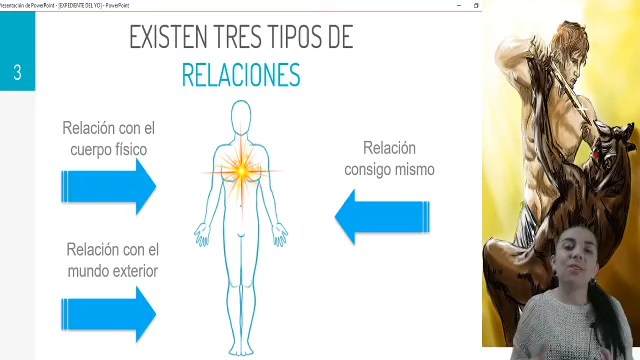 Presentación de PowerPoint - [EXPEDIENTE DEL YO] - PowerPoint
EXISTEN TRES TIPOS DE
RELACIONES
3
Relación con el
cuerpo físico
Relación
consigo mismo
Relación con el
mundo exterior